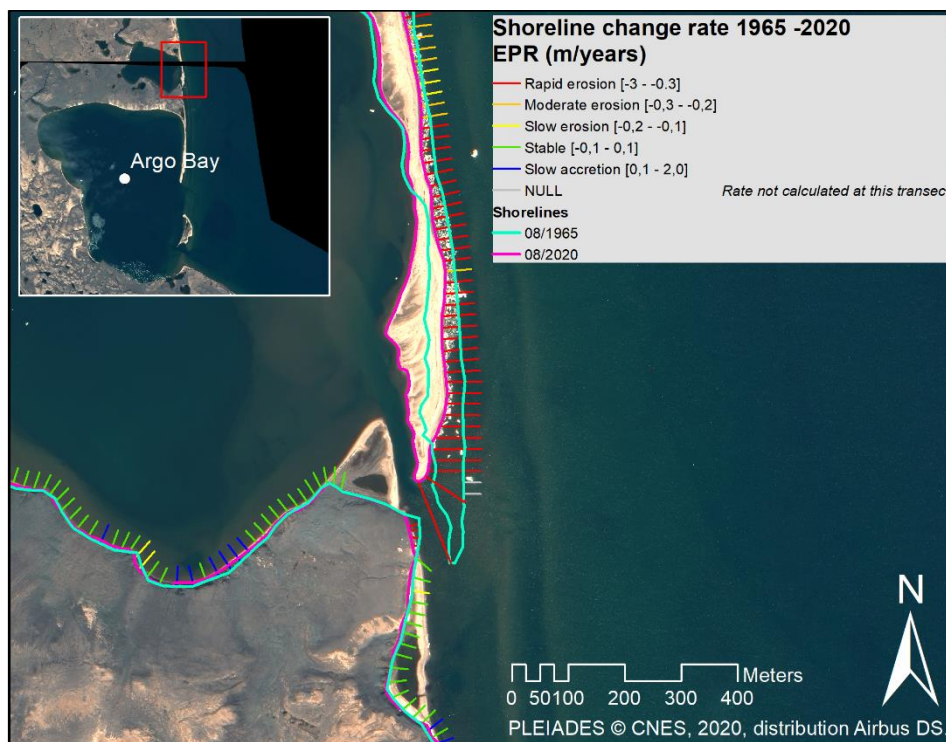 Shoreline change rate 1965 -2020
EPR (m/years)
Rapid erosion [-3 - -0.3]
Moderate erosion [-0,3 - -0,2]
Slow erosion [-0,2 - -0,1]
Stable [-0,1 - 0,1]
Slow accretion [0,1 - 2,0]
NULL Rate not calculated at this transec
Shorelines
08/1965
08/2020
Argo Bay
N
Meters
0 50100 200 300 400
PLEIADES © CNES, 2020, distribution Airbus DS,